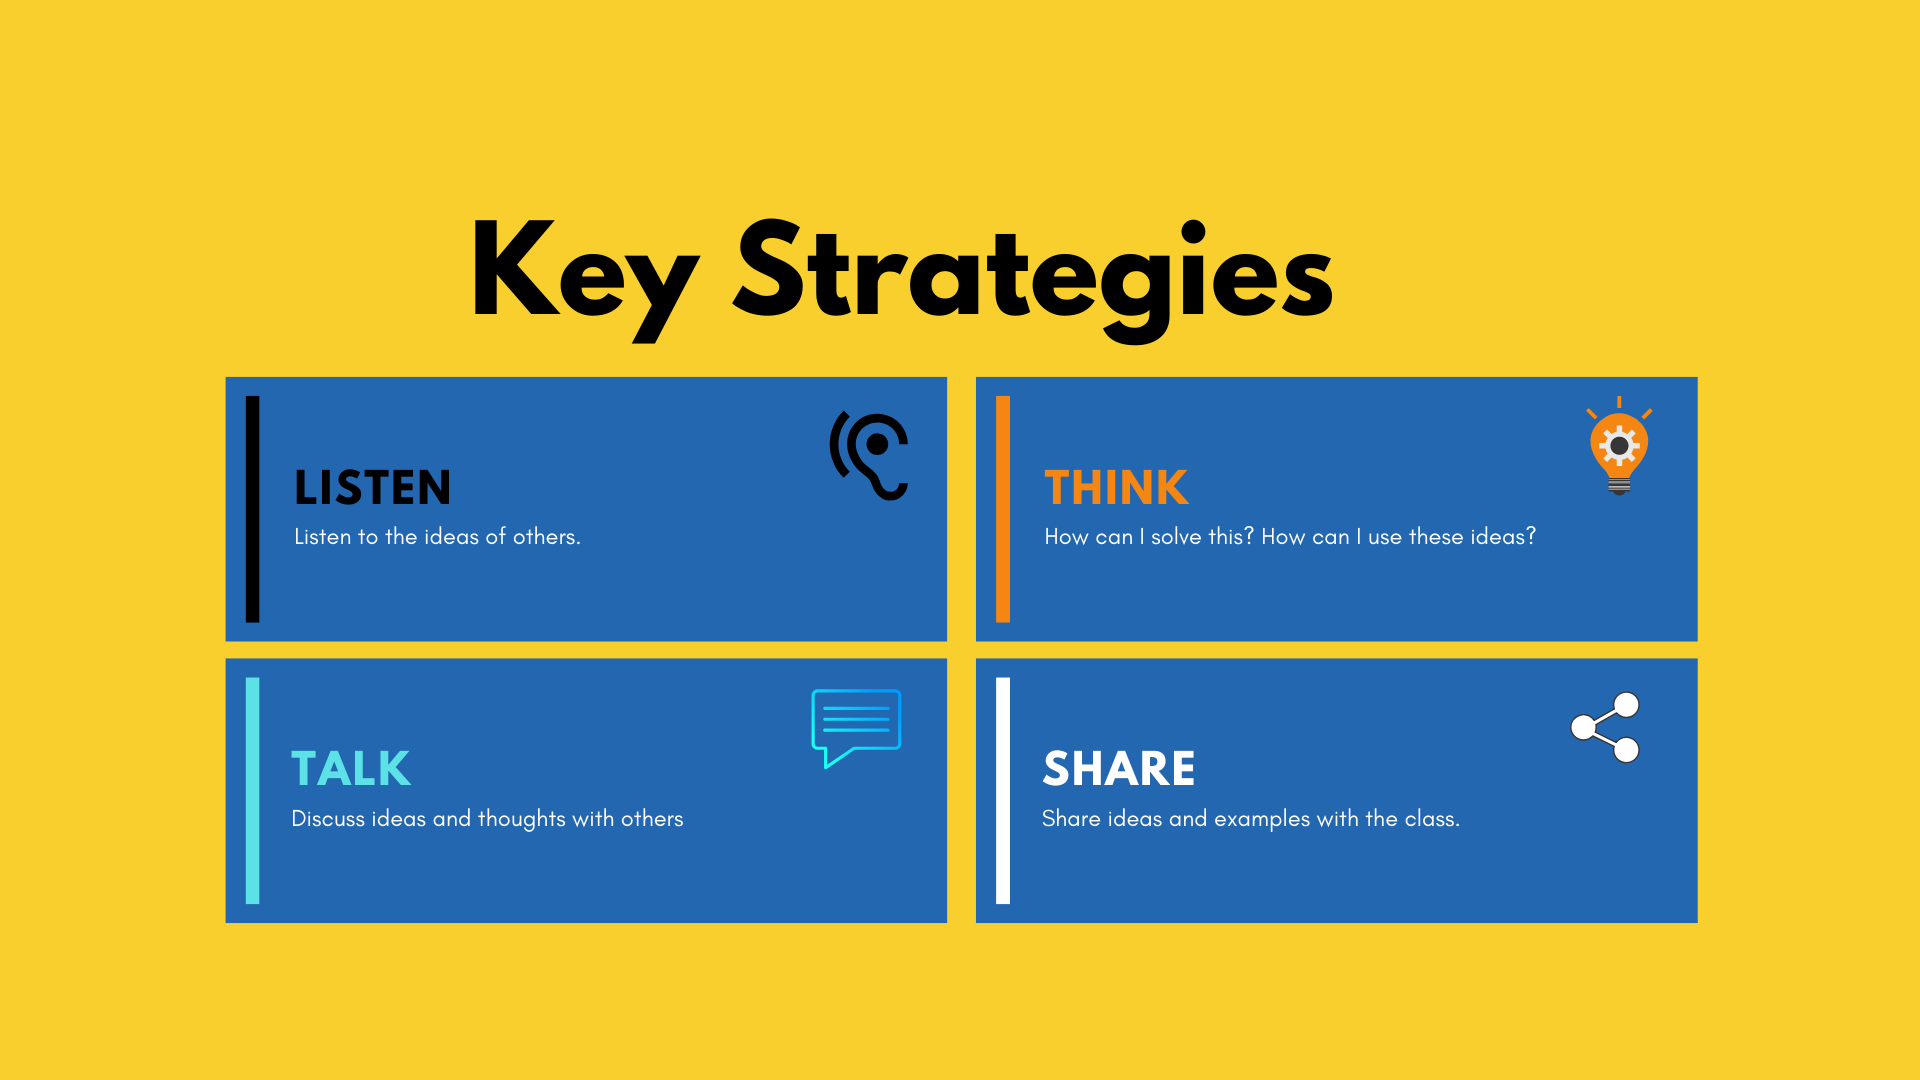 Key Strategies
LISTEN
Listen to the ideas of others.
THINK
How can I solve this? How can I use these ideas?
TALK
Discuss ideas and thoughts with others
SHARE
Share ideas and examples with the class.